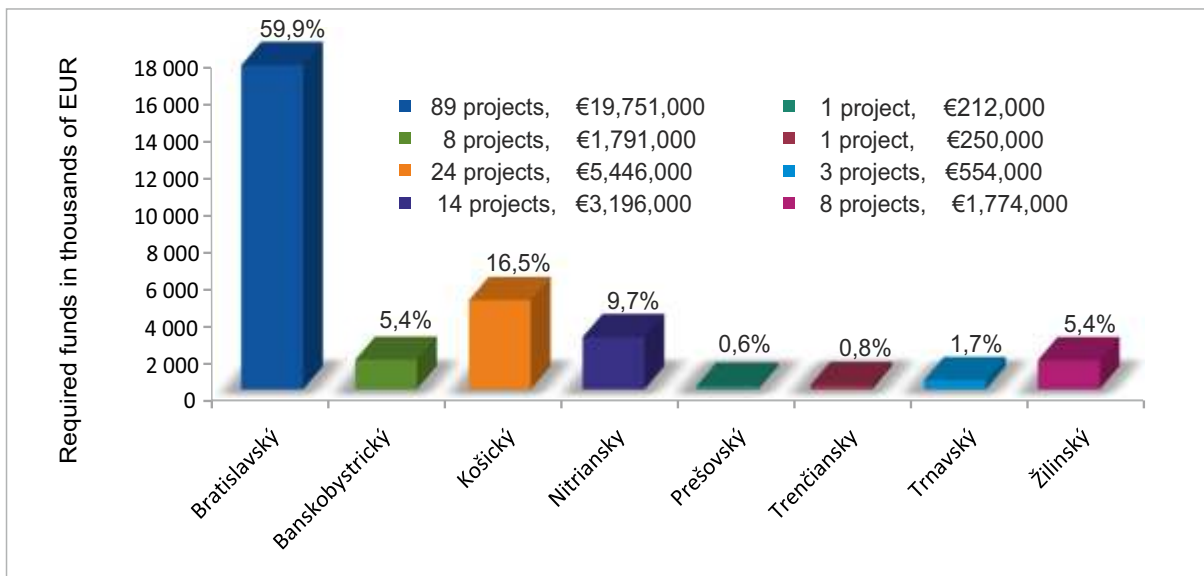 Required funds in thousands of EUR
18 000
16 000
14 000
12 000
10 000
8 000
6 000
4 000
2 000
0
59,9%
5,4%
16,5%
9,7%
0,6%
0,8%
1,7%
5,4%
89 projects, €19,751,000
8 projects, €1,791,000
24 projects, €5,446,000
14 projects, €3,196,000
1 project, €212,000
1 project, €250,000
3 projects, €554,000
8 projects, €1,774,000
Bratislavský
Banskobystrický
Košický
Nitriansky
Prešovský
Trenčiansky
Trnavský
Žilinský